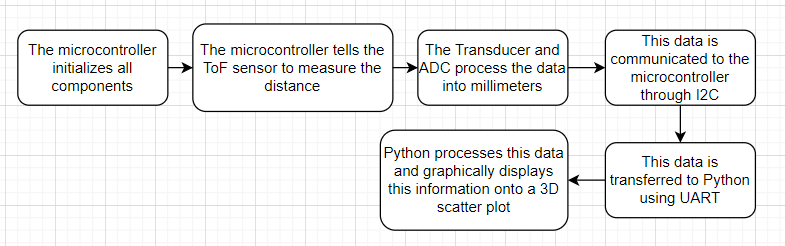 The microcontroller
initializes all
components
The microcontroller tells the
ToF sensor to measure the
distance
The Transducer and
ADC process the data
into millimeters
This data is
communicated to the
microcontroller
through I2C
This data is
transferred to Python
using UART
Python processes this data
and graphically displays
this information onto a 3D
scatter plot